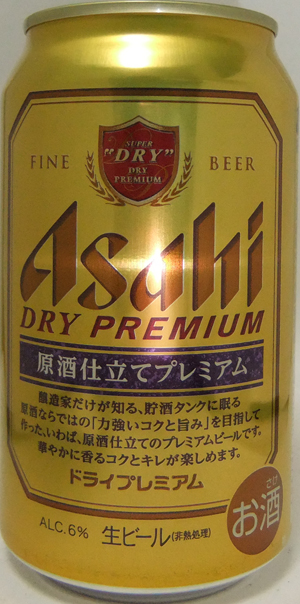 SUPER
"DRY"
DRY
PREMIUM
FINE BEER
Asahi
DRY PREMIUM
原酒仕立てプレミアム
醸造家だけが知る、貯酒タンクに眠る
原酒ならではの「力強いコクと旨み」を目指して
作った、いわば、原酒仕立てのプレミアムビールです。
華やかに香るコクとキレが楽しめます。
ドライプレミアム
ALC.6% 生ビール(非熱処理)
さけ
お酒